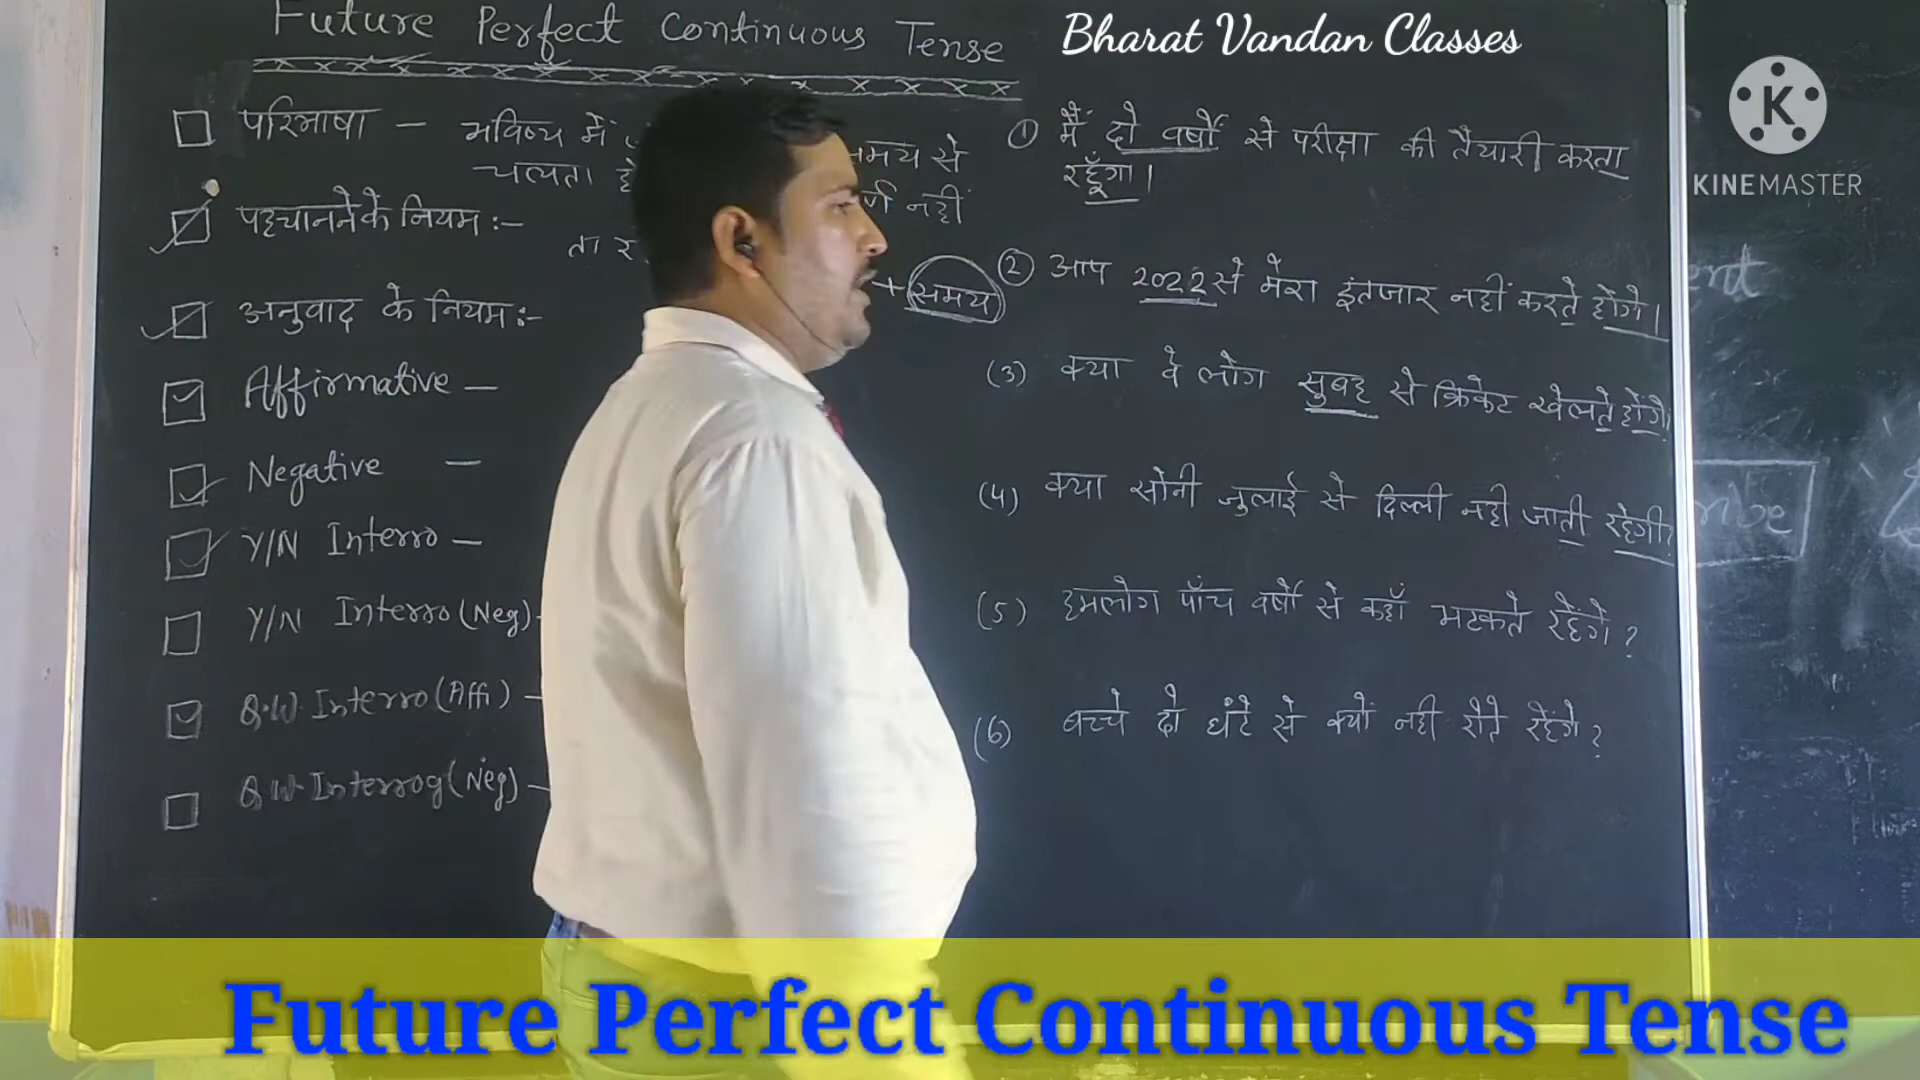 Future Perfect Continuous Tense
Bharat Vandan Classes
K
KINEMASTER
परिभाषा – भविष्य में
समय से
चलता
नहीं
पहचानने के नियम :-
ता र
+ समय
अनुवाद के नियम :-
Affirmative –
Negative –
Y/N Interro –
Y/N Interro (Neg) -
Q.W. Interro (Affi) –
Q.W. Interrog (Neg) –
① मैं दो वर्षों से परीक्षा की तैयारी करता
रहूँगा।
② आप 2022 से मेरा इंतजार नहीं करते होंगे।
(3) क्या वे लोग सुबह से क्रिकेट खेलते होंगे?
(4) क्या सोनी जुलाई से दिल्ली नही जाती रहेगी?
(5) हमलोग पाँच वर्षों से कहाँ भटकते रहेंगे?
(6) बच्चे दो घंटे से क्यों नही रोते रहेंगे?
Future Perfect Continuous Tense